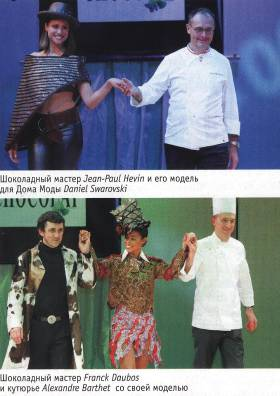 Шоколадный мастер Jean-Paul Hevin и его модель
для Дома Моды Daniel Swarovski
Шоколадный мастер Franck Daubos
и кутюрье Alexandre Barthet со своей моделью